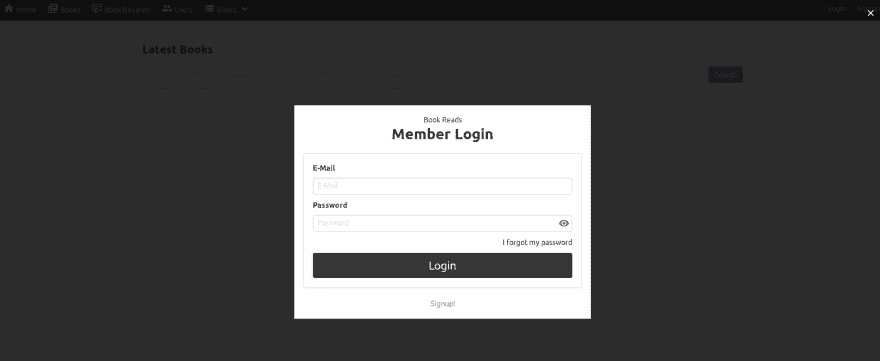 Home Books Book Reviews Users Books Login
Latest Books
Search
Book Reads
Member Login
E-Mail
E-Mail
Password
Password
I forgot my password
Login
Signup!